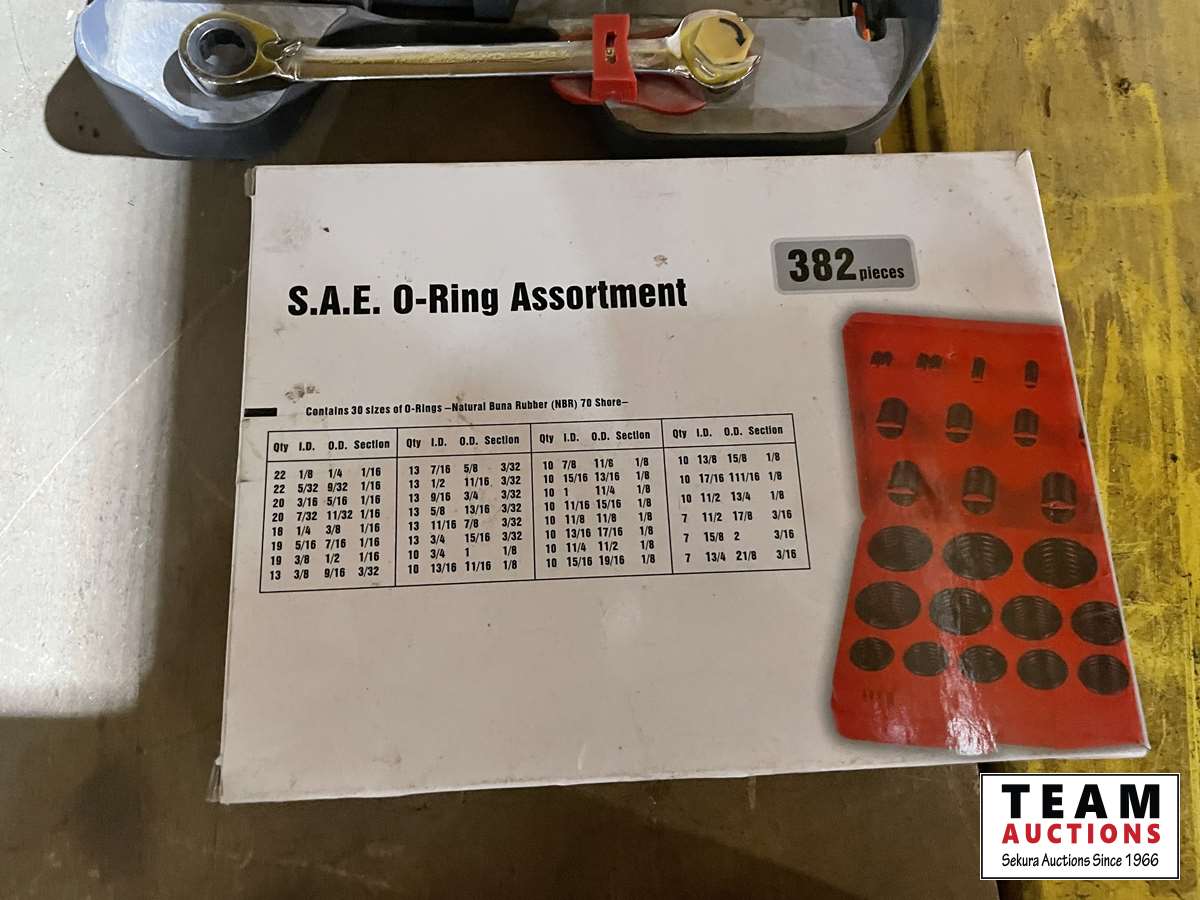 382 pieces
S.A.E. O-Ring Assortment
Contains 30 sizes of O-Rings –Natural Buna Rubber (NBR) 70 Shore–
Qty I.D. O.D. Section
22 1/8 1/4 1/16
22 5/32 9/32 1/16
20 3/16 5/16 1/16
20 7/32 11/32 1/16
18 1/4 3/8 1/16
19 5/16 7/16 1/16
19 3/8 1/2 1/16
13 3/8 9/16 3/32
Qty I.D. O.D. Section
13 7/16 5/8 3/32
13 1/2 11/16 3/32
13 9/16 3/4 3/32
13 5/8 13/16 3/32
13 11/16 7/8 3/32
13 3/4 15/16 3/32
10 3/4 1 1/8
10 13/16 11/16 1/8
Qty I.D. O.D. Section
10 7/8 11/8 1/8
10 15/16 13/16 1/8
10 1 11/4 1/8
10 11/16 15/16 1/8
10 11/8 11/8 1/8
10 13/16 17/16 1/8
10 11/4 11/2 1/8
10 15/16 19/16 1/8
Qty I.D. O.D. Section
10 13/8 15/8 1/8
10 17/16 111/16 1/8
10 11/2 13/4 1/8
7 11/2 17/8 3/16
7 15/8 2 3/16
7 13/4 21/8 3/16
TEAM
AUCTIONS
Sekura Auctions Since 1966